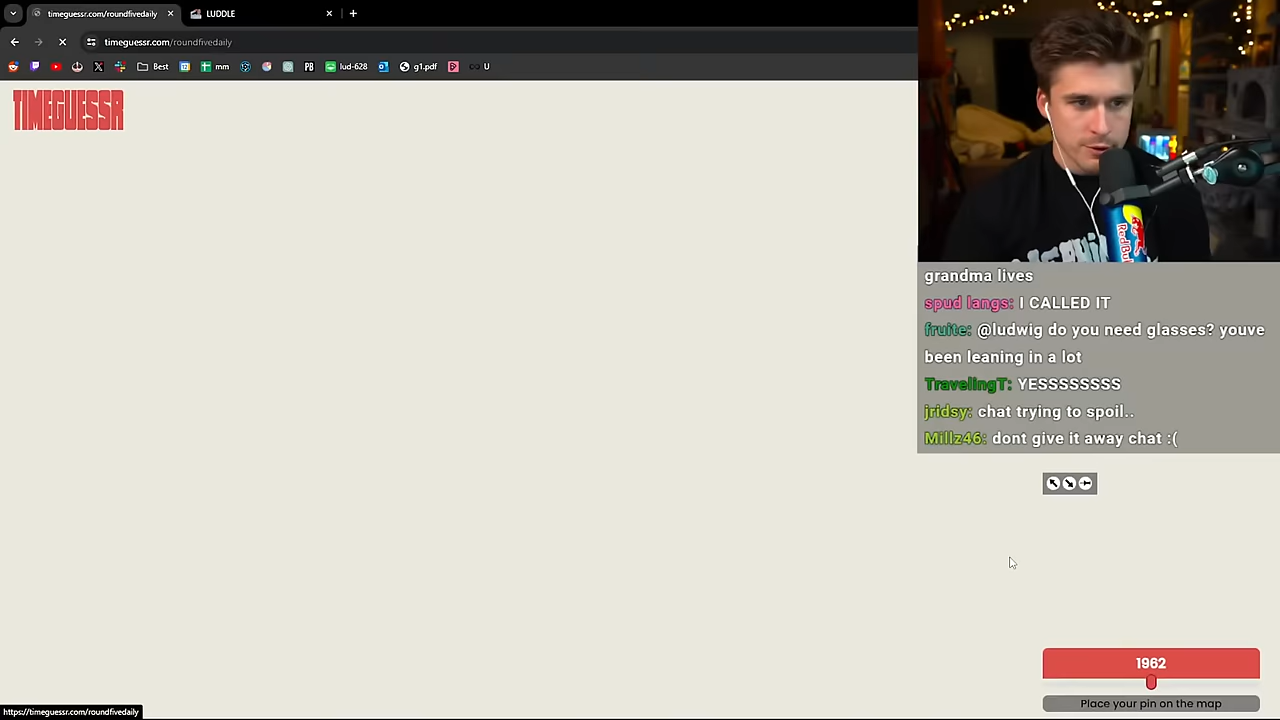 timeguessr.com/roundfivedaily
LUDDLE
timeguessr.com/roundfivedaily
Best
mm
PB
lud-628
g1.pdf
U
TIMEGUESSR
RedBull
grandma lives
spud langs: I CALLED IT
fruite: @ludwig do you need glasses? youve
been leaning in a lot
TravelingT: YESSSSSSSS
jridsy: chat trying to spoil..
Millz46: dont give it away chat :(
1962
Place your pin on the map
https://timeguessr.com/roundfivedaily